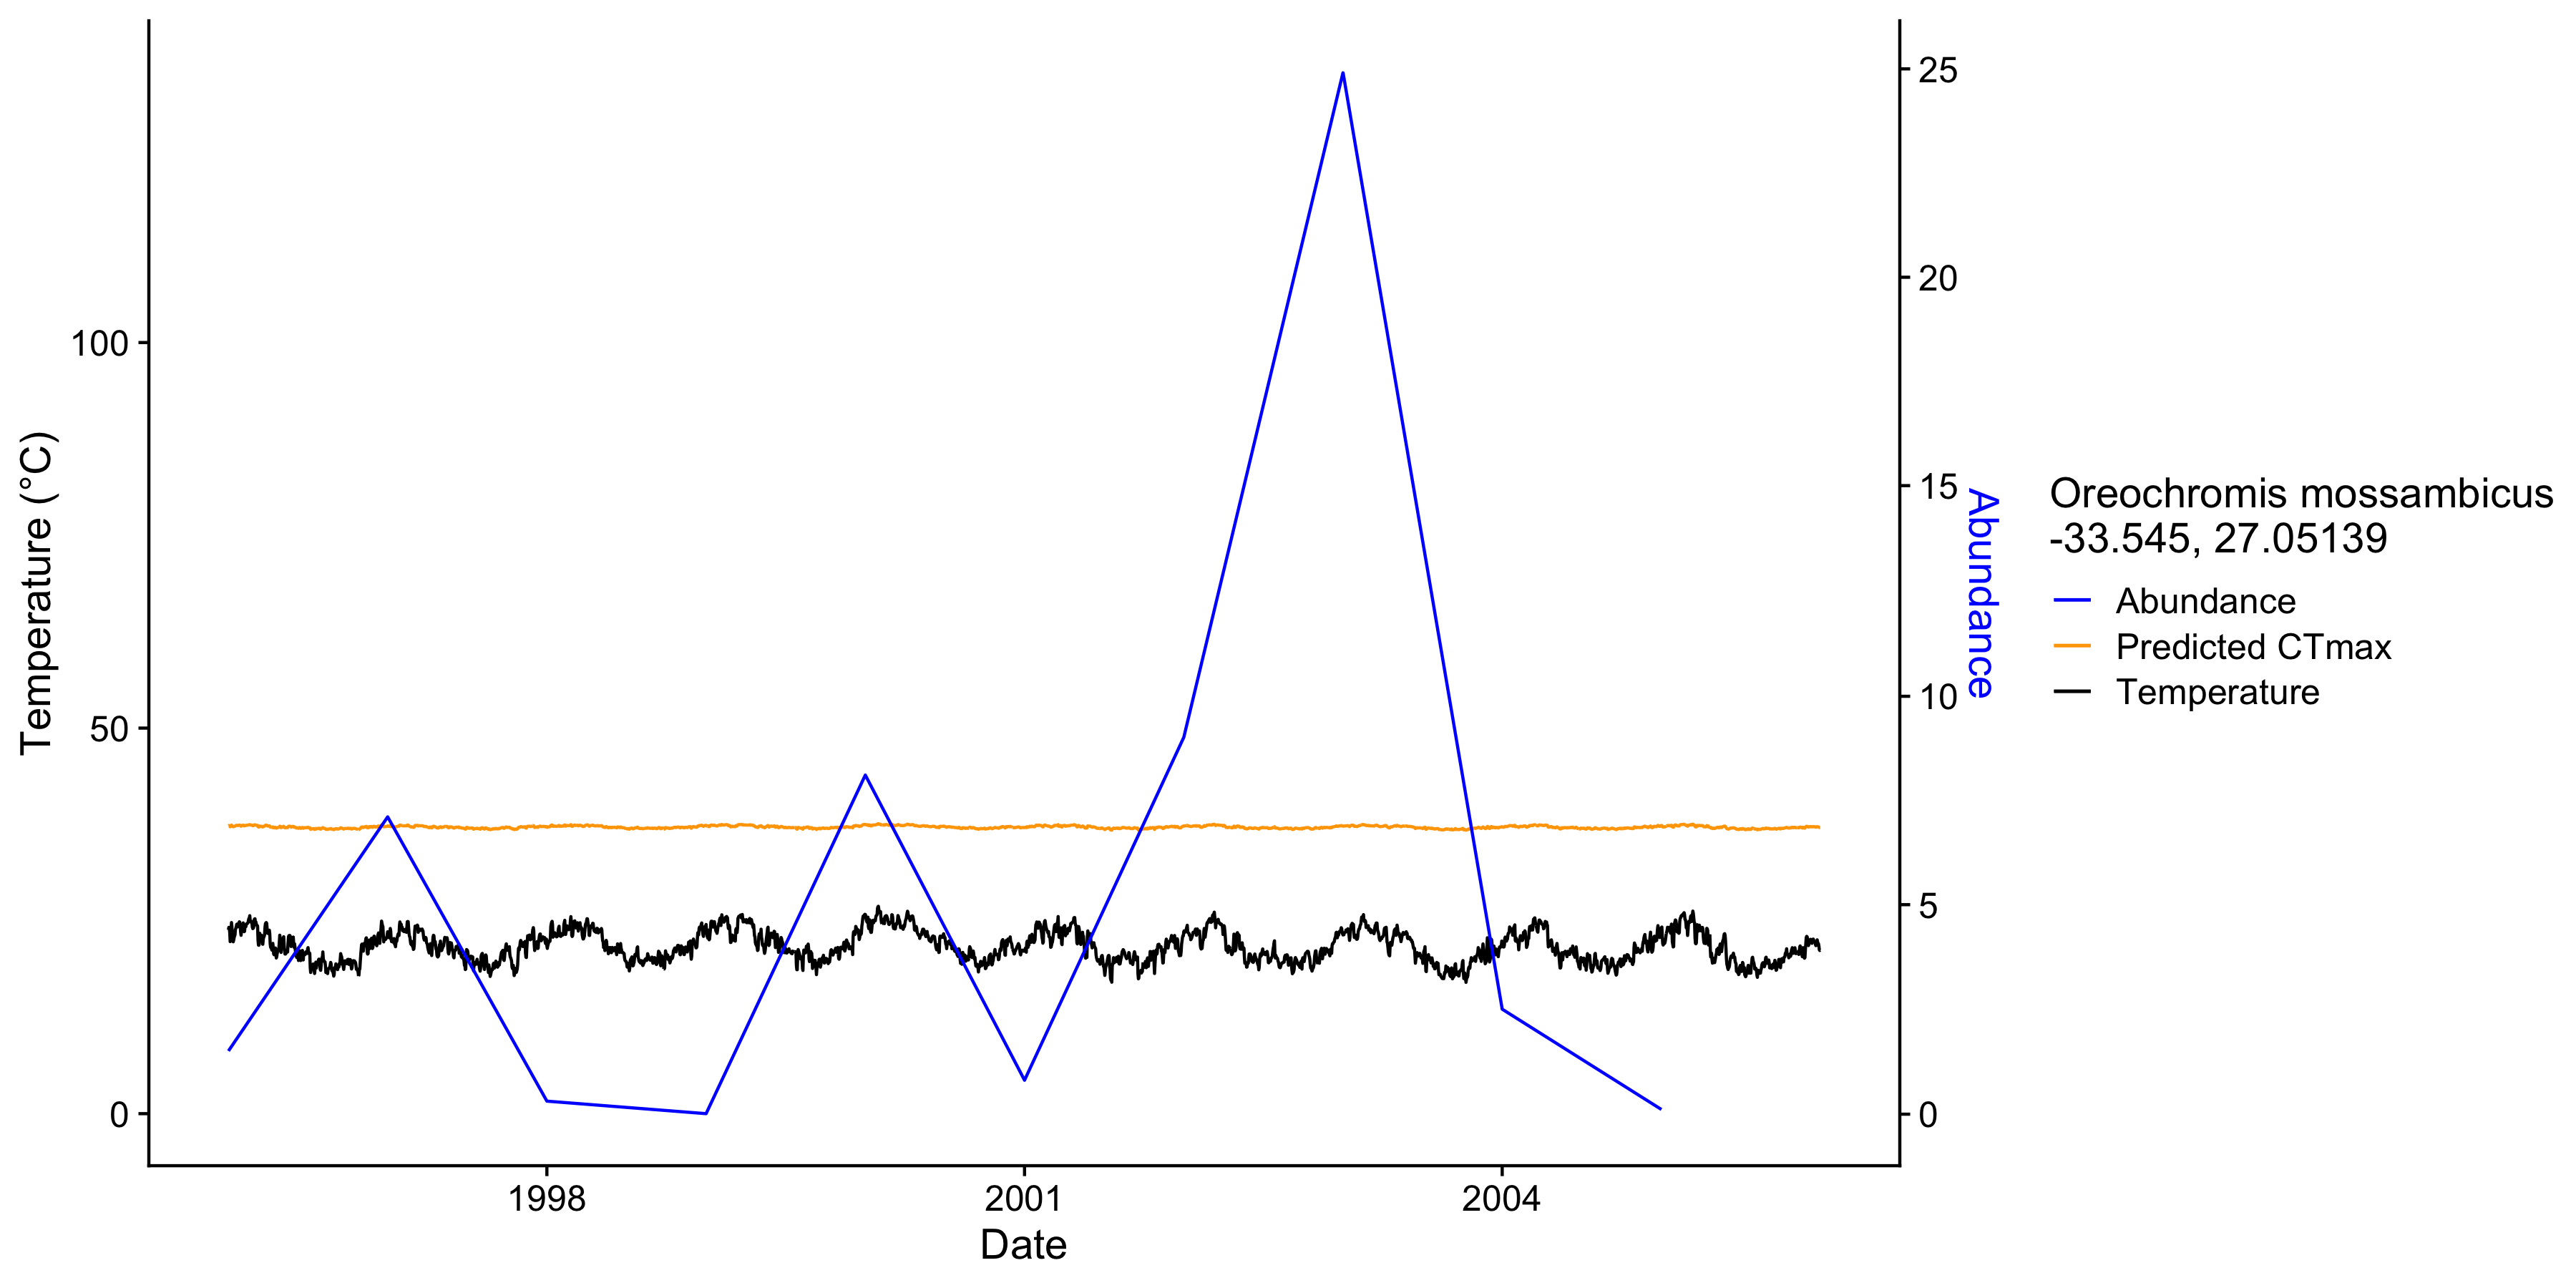 Temperature (°C)
100
50
0
1998
2001
2004
Date
25
20
15
10
5
0
Abundance
Oreochromis mossambicus
-33.545, 27.05139
Abundance
Predicted CTmax
Temperature